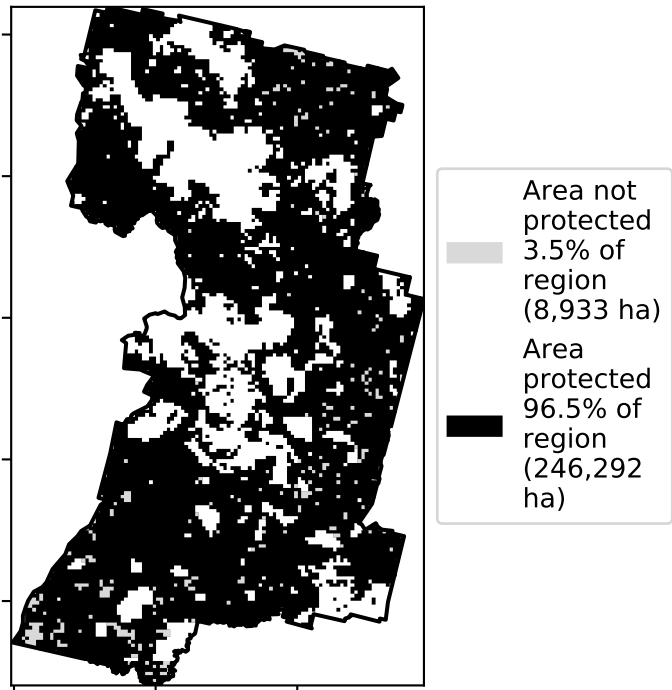 Area not
protected
3.5% of
region
(8,933 ha)
Area
protected
96.5% of
region
(246,292
ha)